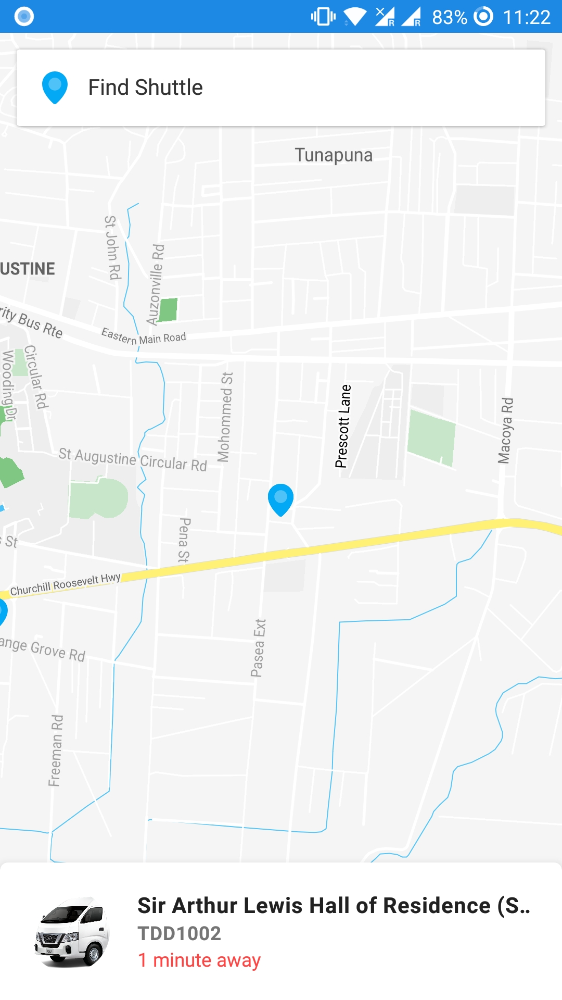 83% 11:22
Find Shuttle
Tunapuna
St John Rd
Auzonville Rd
USTINE
rity Bus Rte
Eastern Main Road
Circular Rd
Wooding Dr
Mohommed St
Prescott Lane
Macoya Rd
St Augustine Circular Rd
Pena St
s St
Churchill Roosevelt Hwy
Pasea Ext
ange Grove Rd
Freeman Rd
Sir Arthur Lewis Hall of Residence (S..
TDD1002
1 minute away